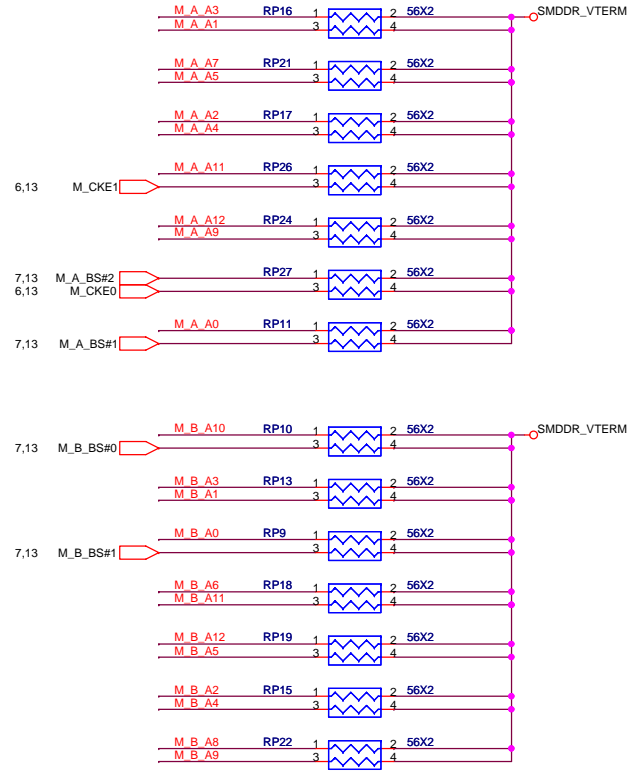 M_A_A3 RP16 1 2 56X2 SMDDR_VTERM
M_A_A1 3 4
M_A_A7 RP21 1 2 56X2
M_A_A5 3 4
M_A_A2 RP17 1 2 56X2
M_A_A4 3 4
M_A_A11 RP26 1 2 56X2
6,13 M_CKE1 3 4
M_A_A12 RP24 1 2 56X2
M_A_A9 3 4
7,13 M_A_BS#2 RP27 1 2 56X2
6,13 M_CKE0 3 4
M_A_A0 RP11 1 2 56X2
7,13 M_A_BS#1 3 4
M_B_A10 RP10 1 2 56X2 SMDDR_VTERM
7,13 M_B_BS#0 3 4
M_B_A3 RP13 1 2 56X2
M_B_A1 3 4
M_B_A0 RP9 1 2 56X2
7,13 M_B_BS#1 3 4
M_B_A6 RP18 1 2 56X2
M_B_A11 3 4
M_B_A12 RP19 1 2 56X2
M_B_A5 3 4
M_B_A2 RP15 1 2 56X2
M_B_A4 3 4
M_B_A8 RP22 1 2 56X2
M_B_A9 3 4